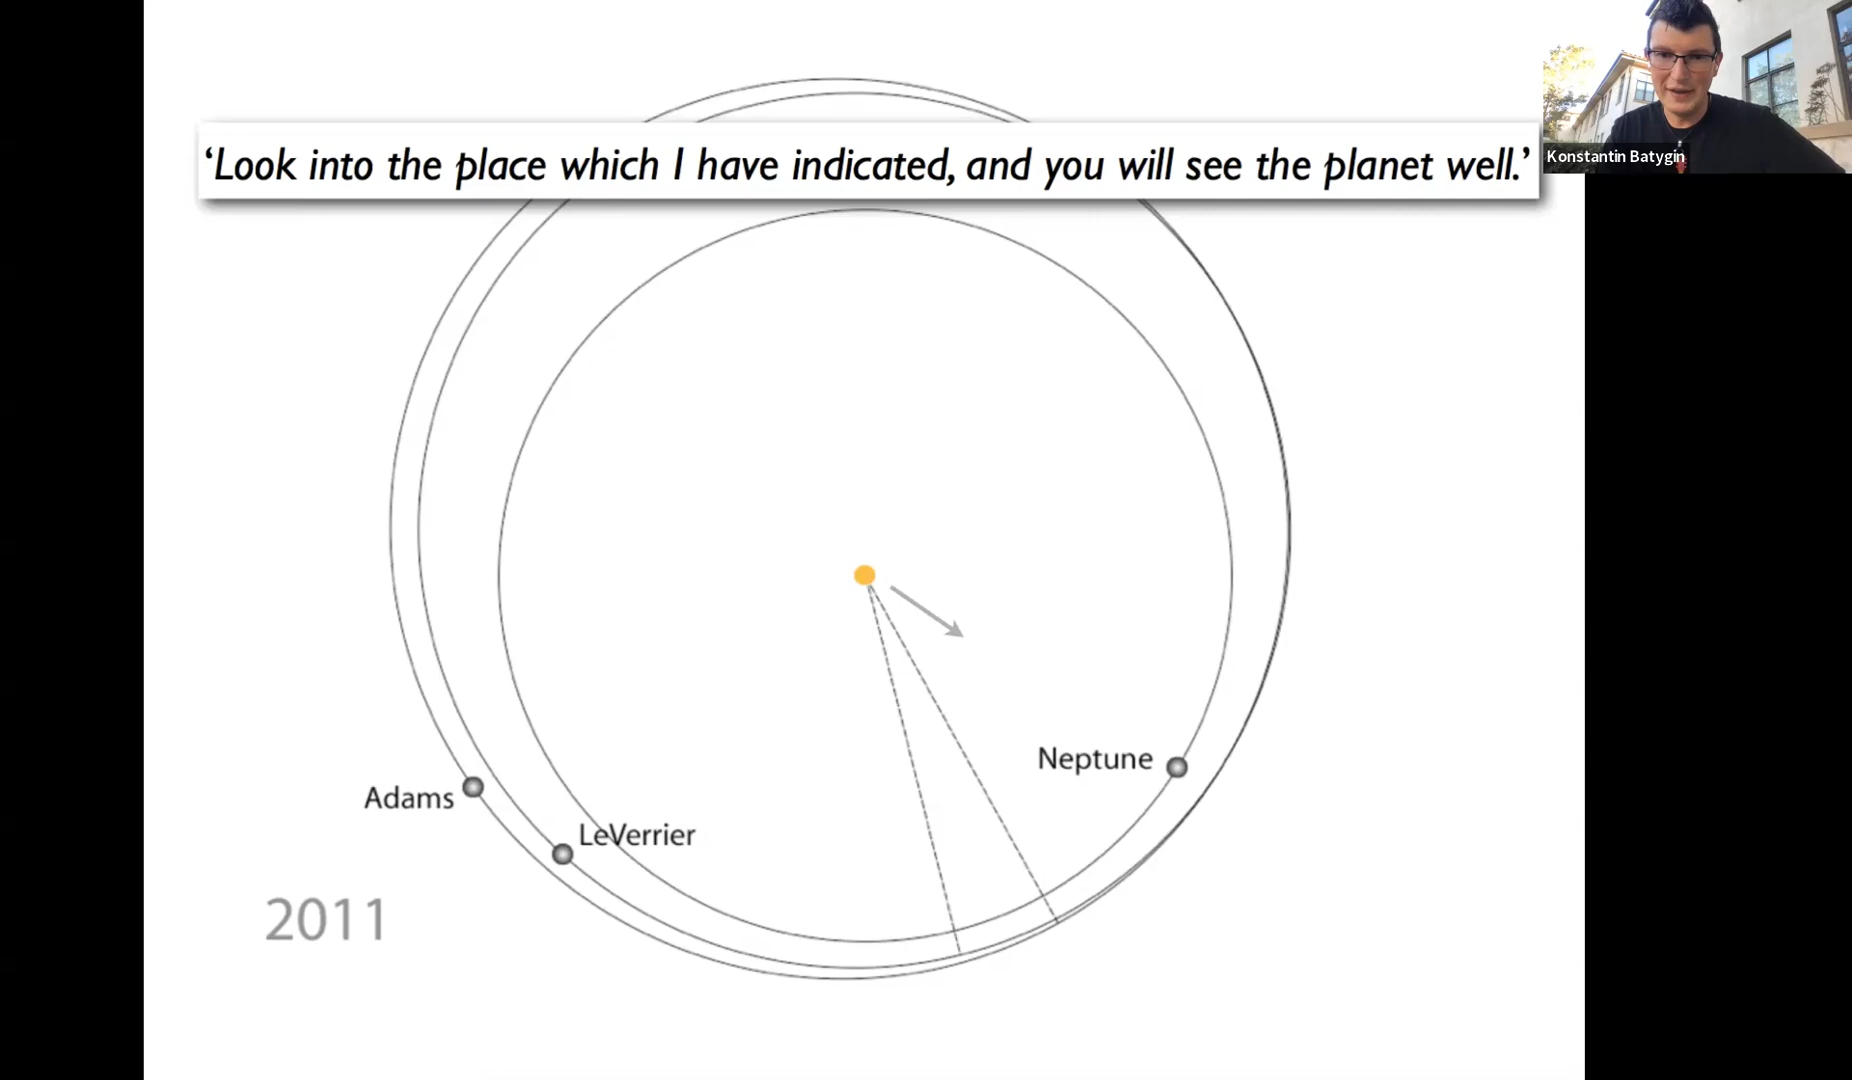 ‘Look into the place which I have indicated, and you will see the planet well.’
Konstantin Batygin
Neptune
Adams
LeVerrier
2011